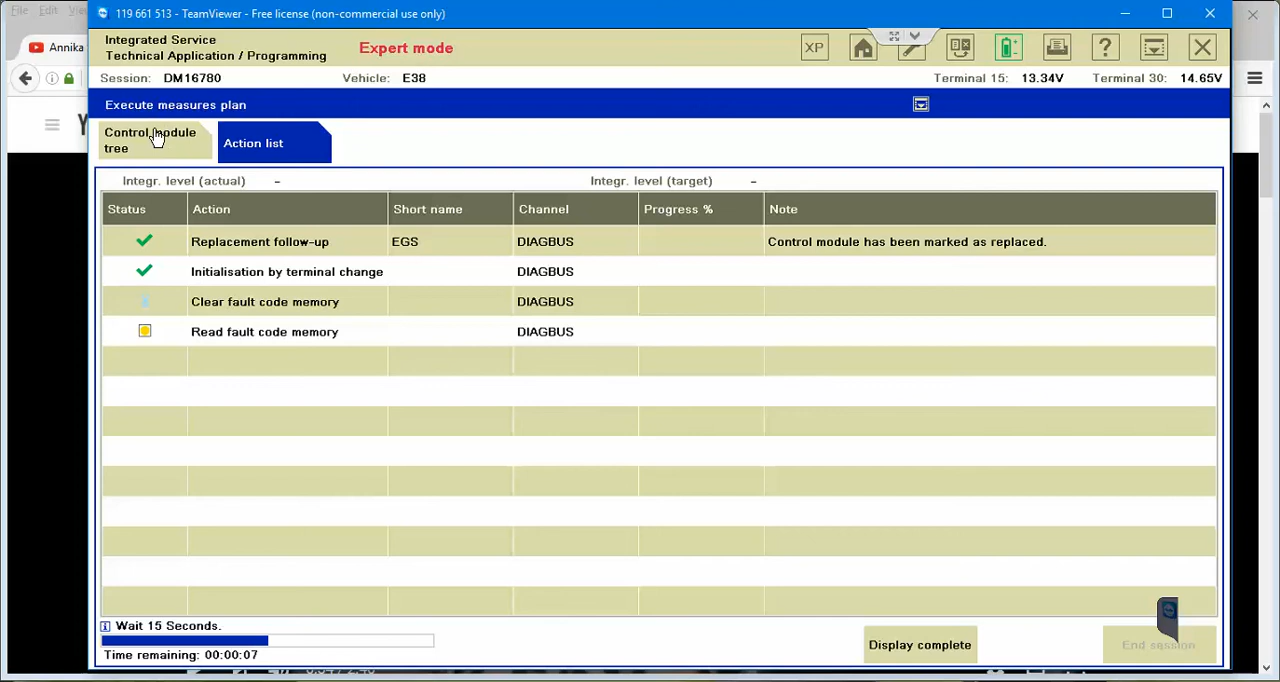 File Edit Vie
119 661 513 - TeamViewer - Free license (non-commercial use only)
Annika
Integrated Service
Technical Application / Programming
Expert mode
XP
?
Session: DM16780 Vehicle: E38 Terminal 15: 13.34V Terminal 30: 14.65V
Execute measures plan
Control module
tree
Action list
Integr. level (actual) - Integr. level (target) -
Status Action Short name Channel Progress % Note
Replacement follow-up EGS DIAGBUS Control module has been marked as replaced.
Initialisation by terminal change DIAGBUS
Clear fault code memory DIAGBUS
Read fault code memory DIAGBUS
Wait 15 Seconds.
Time remaining: 00:00:07
Display complete
End session